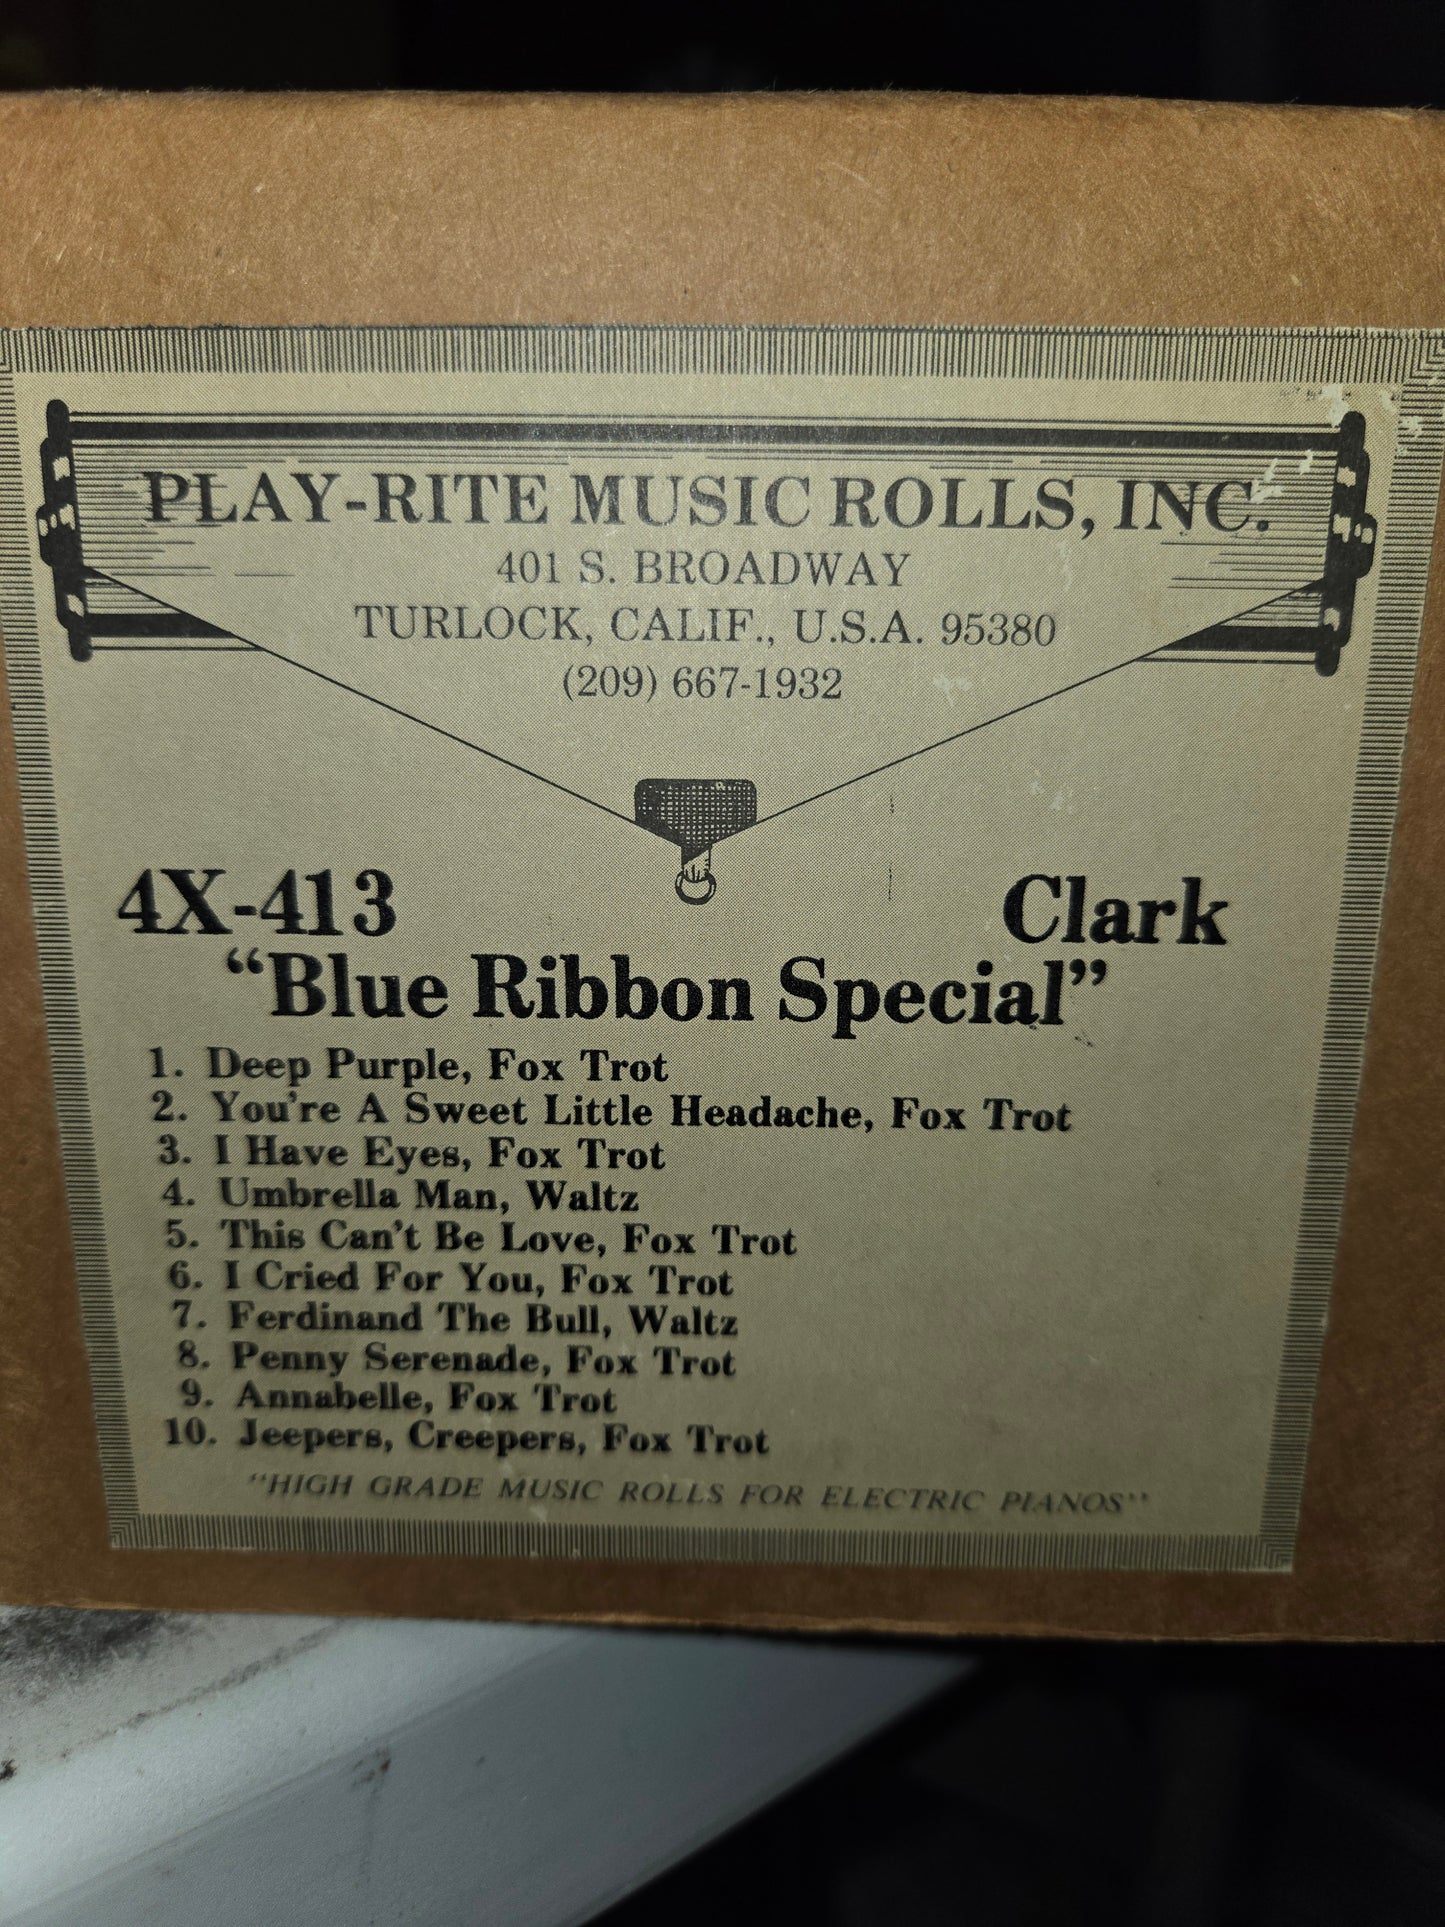 PLAY-RITE MUSIC ROLLS, INC.
401 S. BROADWAY
TURLOCK, CALIF., U.S.A. 95380
(209) 667-1932
4X-413 Clark
“Blue Ribbon Special”
1. Deep Purple, Fox Trot
2. You're A Sweet Little Headache, Fox Trot
3. I Have Eyes, Fox Trot
4. Umbrella Man, Waltz
5. This Can't Be Love, Fox Trot
6. I Cried For You, Fox Trot
7. Ferdinand The Bull, Waltz
8. Penny Serenade, Fox Trot
9. Annabelle, Fox Trot
10. Jeepers, Creepers, Fox Trot
"HIGH GRADE MUSIC ROLLS FOR ELECTRIC PIANOS"